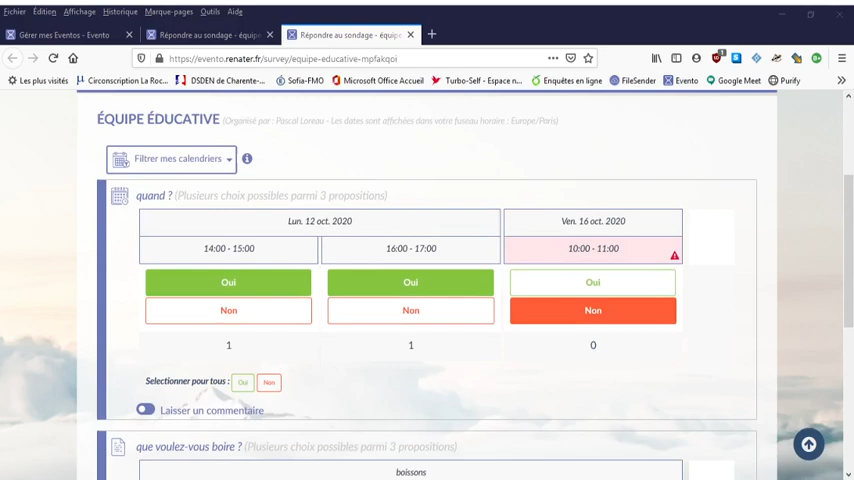 Édition Affichage Historique Marque-pages Outils Aide
Gérer mes Eventos - Evento
Répondre au sondage - équipe
Répondre au sondage - équipe
https://evento.renater.fr/survey/equipe-educative-mpfakqoi
Les plus visités Circonscription La Roc... DSDEN de Charente-... Sofia-FMO Microsoft Office Accueil Turbo-Self - Espace n... Enquêtes en ligne FileSender Evento Google Meet Purify
ÉQUIPE ÉDUCATIVE (Organisé par : Pascal Loreau - Les dates sont affichées dans votre fuseau horaire : Europe/Paris)
Filtrer mes calendriers
quand ? (Plusieurs choix possibles parmi 3 propositions)
Lun. 12 oct. 2020 Ven. 16 oct. 2020
14:00 - 15:00 16:00 - 17:00 10:00 - 11:00
Oui Oui Oui
Non Non Non
1 1 0
Selectionner pour tous : Oui Non
Laisser un commentaire
que voulez-vous boire ? (Plusieurs choix possibles parmi 3 propositions)
boissons